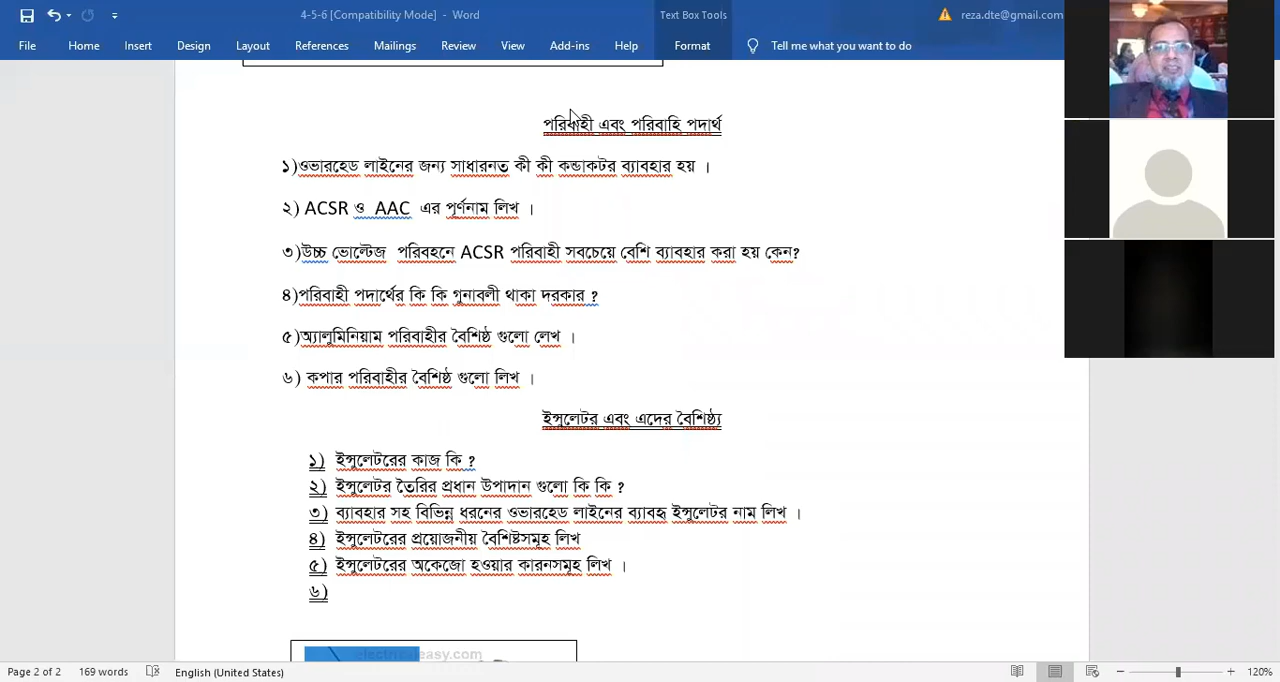 4-5-6 [Compatibility Mode] - Word
Text Box Tools
reza.dte@gmail.com
File Home Insert Design Layout References Mailings Review View Add-ins Help Format Tell me what you want to do
পরিবাহী এবং পরিবাহি পদার্থ
১)ওভারহেড লাইনের জন্য সাধারনত কী কী কন্ডাকটর ব্যাবহার হয় ।
২) ACSR ও AAC এর পূর্ণনাম লিখ ।
৩)উচ্চ ভোল্টেজ পরিবহনে ACSR পরিবাহী সবচেয়ে বেশি ব্যাবহার করা হয় কেন?
৪)পরিবাহী পদার্থের কি কি গুনাবলী থাকা দরকার ?
৫)অ্যালুমিনিয়াম পরিবাহীর বৈশিষ্ঠ গুলো লেখ ।
৬) কপার পরিবাহীর বৈশিষ্ঠ গুলো লিখ ।
ইন্সুলেটর এবং এদের বৈশিষ্ঠ্য
১) ইন্সুলেটরের কাজ কি ?
২) ইন্সুলেটর তৈরির প্রধান উপাদান গুলো কি কি ?
৩) ব্যাবহার সহ বিভিন্ন ধরনের ওভারহেড লাইনের ব্যাবহৃ ইন্সুলেটর নাম লিখ ।
৪) ইন্সুলেটরের প্রয়োজনীয় বৈশিষ্টসমূহ লিখ
৫) ইন্সুলেটরের অকেজো হওয়ার কারনসমূহ লিখ ।
৬)
electricaleasy.com
Page 2 of 2 169 words English (United States) 120%